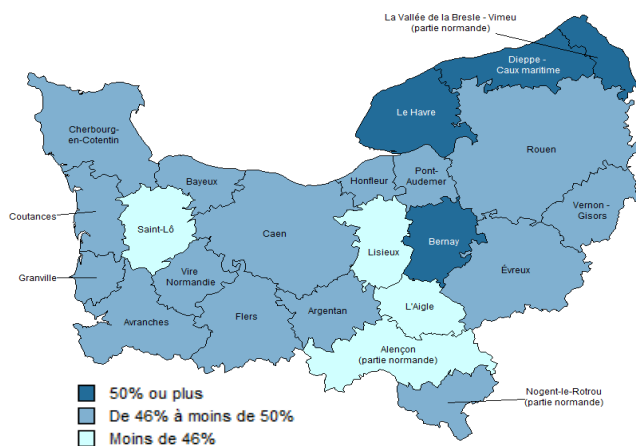 La Vallée de la Bresle - Vimeu
(partie normande)
Dieppe -
Caux maritime
Le Havre
Cherbourg-
en-Cotentin
Rouen
Bayeux
Honfleur
Pont-
Audemer
Coutances
Saint-Lô
Caen
Lisieux
Bernay
Vernon -
Gisors
Granville
Vire
Normandie
Évreux
Avranches
Flers
Argentan
L'Aigle
Alençon
(partie normande)
Nogent-le-Rotrou
(partie normande)
50% ou plus
De 46% à moins de 50%
Moins de 46%